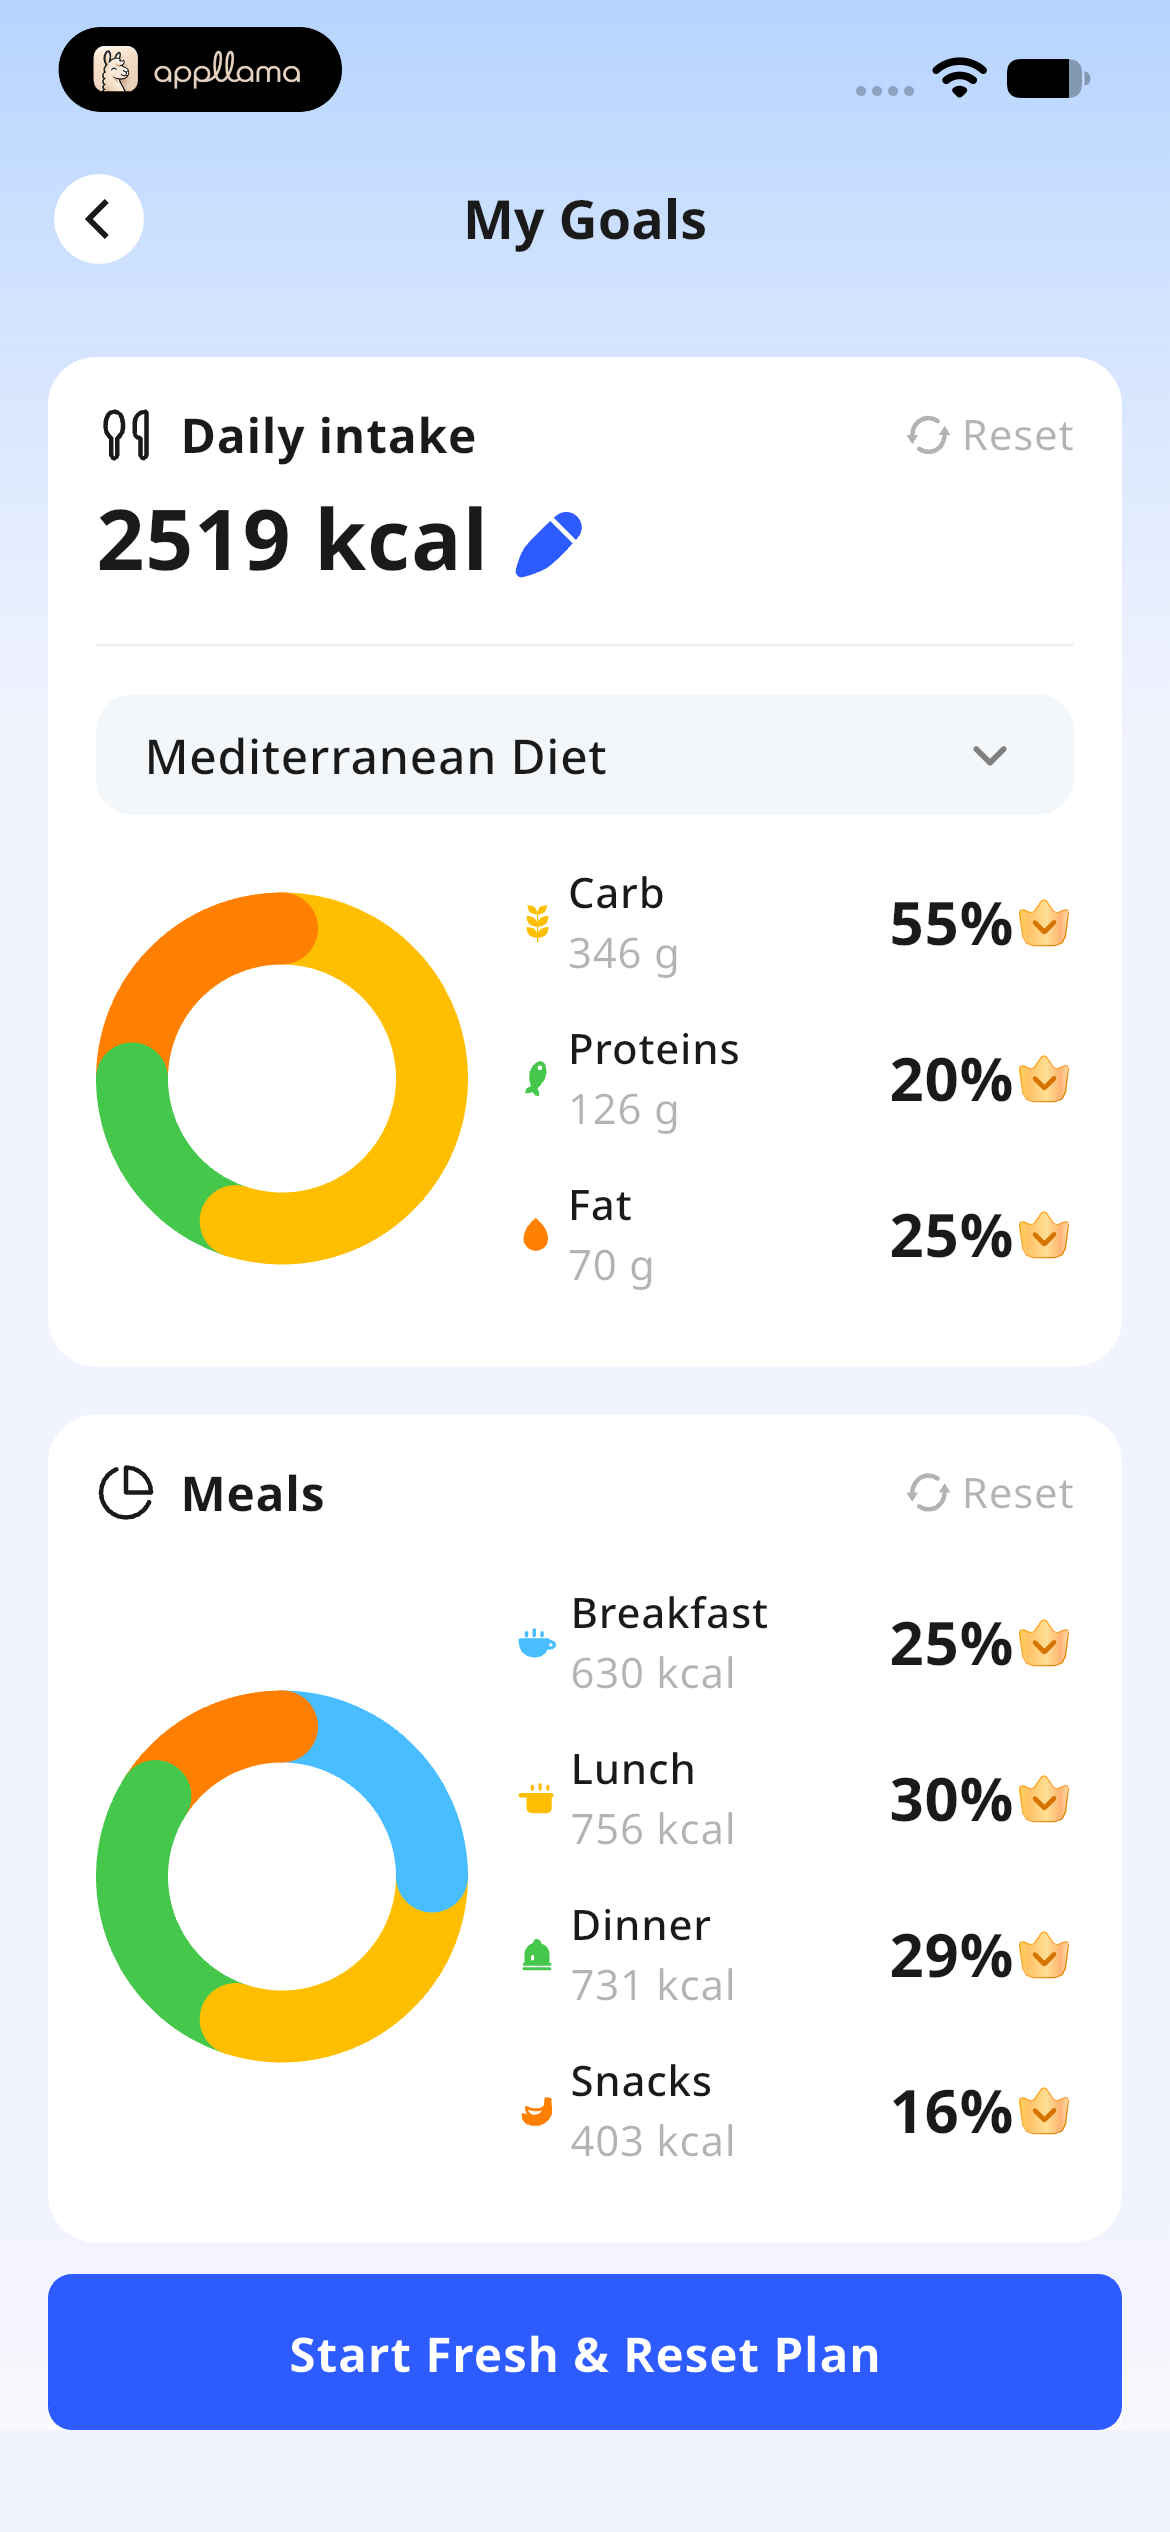 appllama
My Goals
Daily intake
Reset
2519 kcal
Mediterranean Diet
Carb
55%
346 g
Proteins
20%
126 g
Fat
25%
70 g
Meals
Reset
Breakfast
25%
630 kcal
Lunch
30%
756 kcal
Dinner
29%
731 kcal
Snacks
16%
403 kcal
Start Fresh & Reset Plan